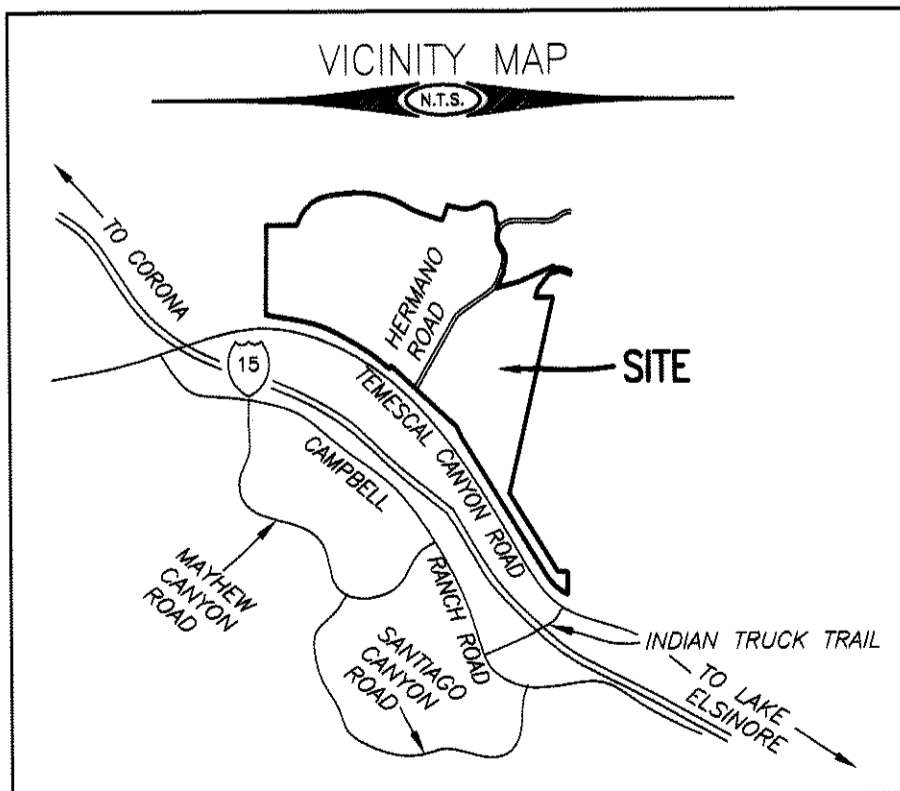 VICINITY MAP
N.T.S.
TO CORONA
HERMANO
ROAD
15
SITE
TEMESCAL CANYON ROAD
CAMPBELL
RANCH ROAD
MAYHEW
CANYON
ROAD
SANTIAGO
CANYON
ROAD
INDIAN TRUCK TRAIL
TO LAKE
ELSINORE